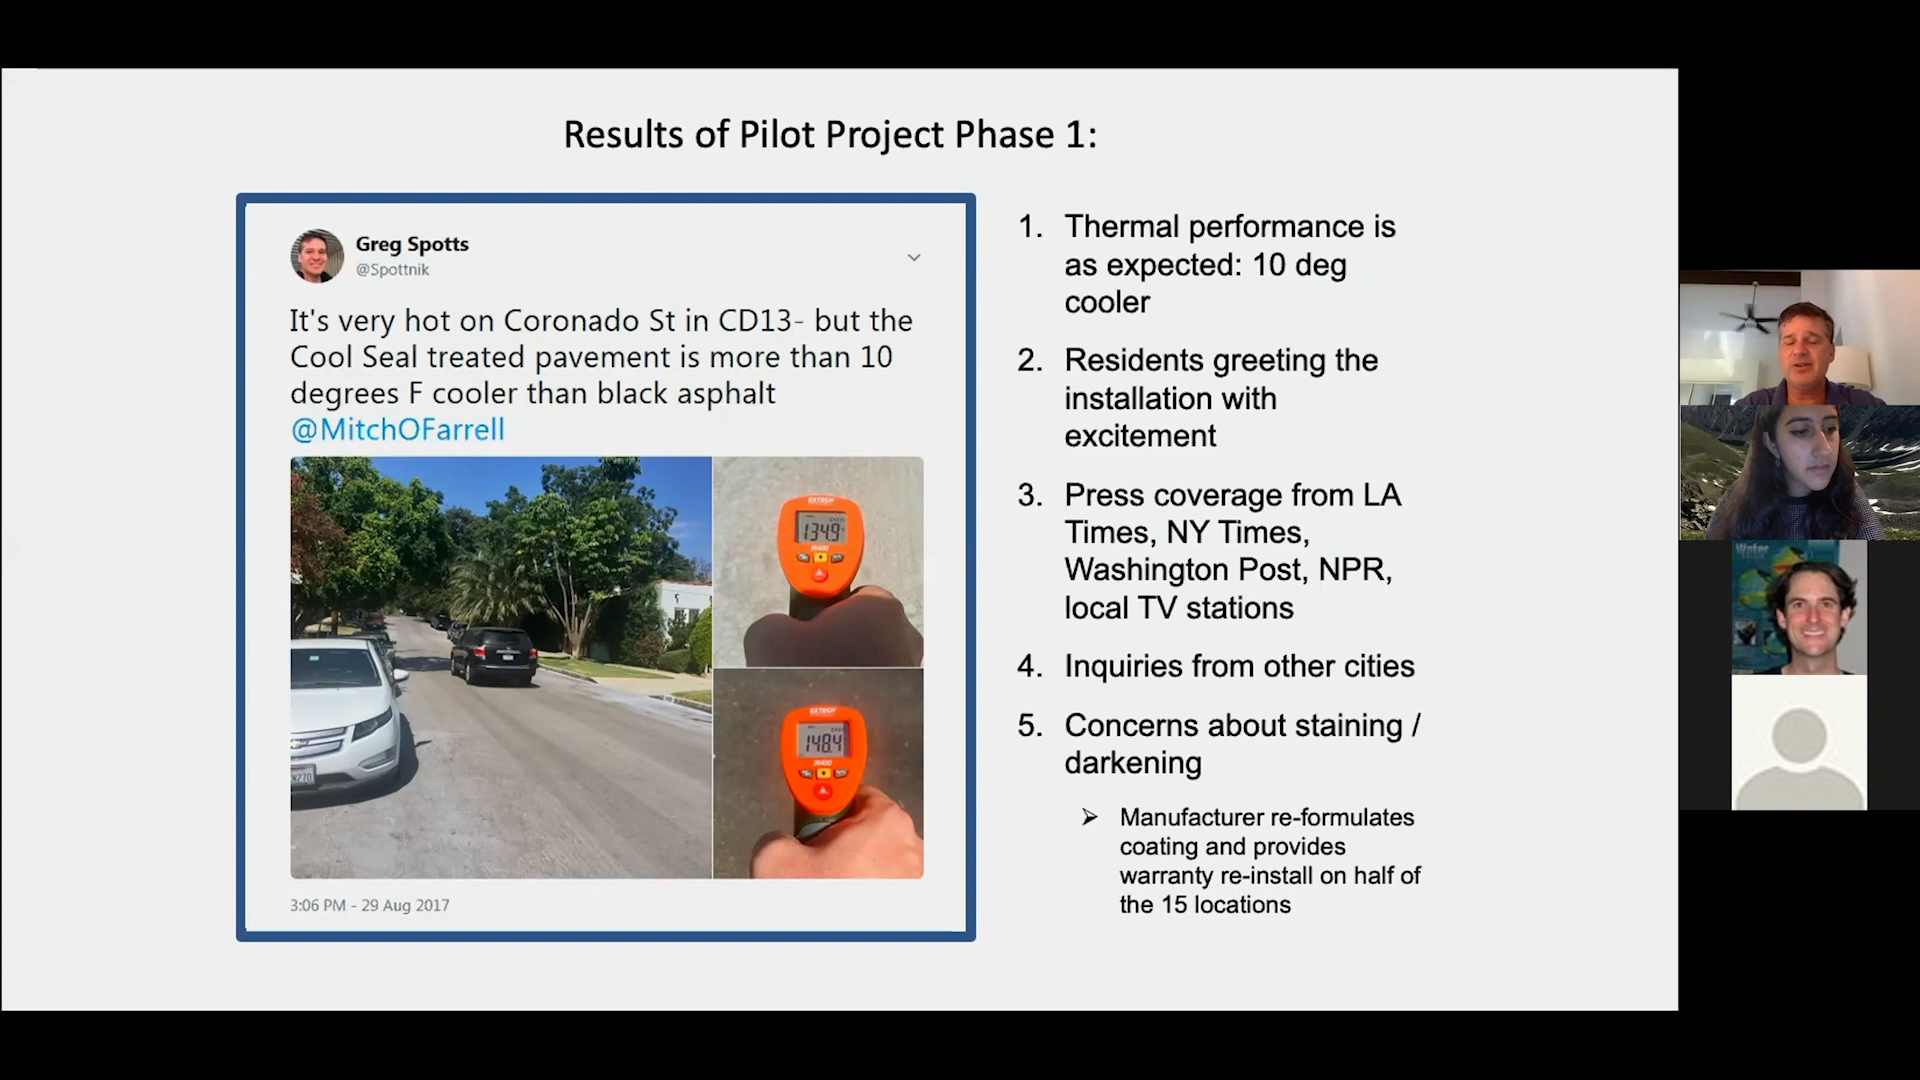 Results of Pilot Project Phase 1:
Greg Spotts
@Spottnik
It's very hot on Coronado St in CD13- but the
Cool Seal treated pavement is more than 10
degrees F cooler than black asphalt
@MitchOFarrell
EXTECH
134.9
IR400
EXTECH
148.4
IR400
3:06 PM - 29 Aug 2017
1. Thermal performance is
as expected: 10 deg
cooler
2. Residents greeting the
installation with
excitement
3. Press coverage from LA
Times, NY Times,
Washington Post, NPR,
local TV stations
4. Inquiries from other cities
5. Concerns about staining /
darkening
➢ Manufacturer re-formulates
coating and provides
warranty re-install on half of
the 15 locations
Water